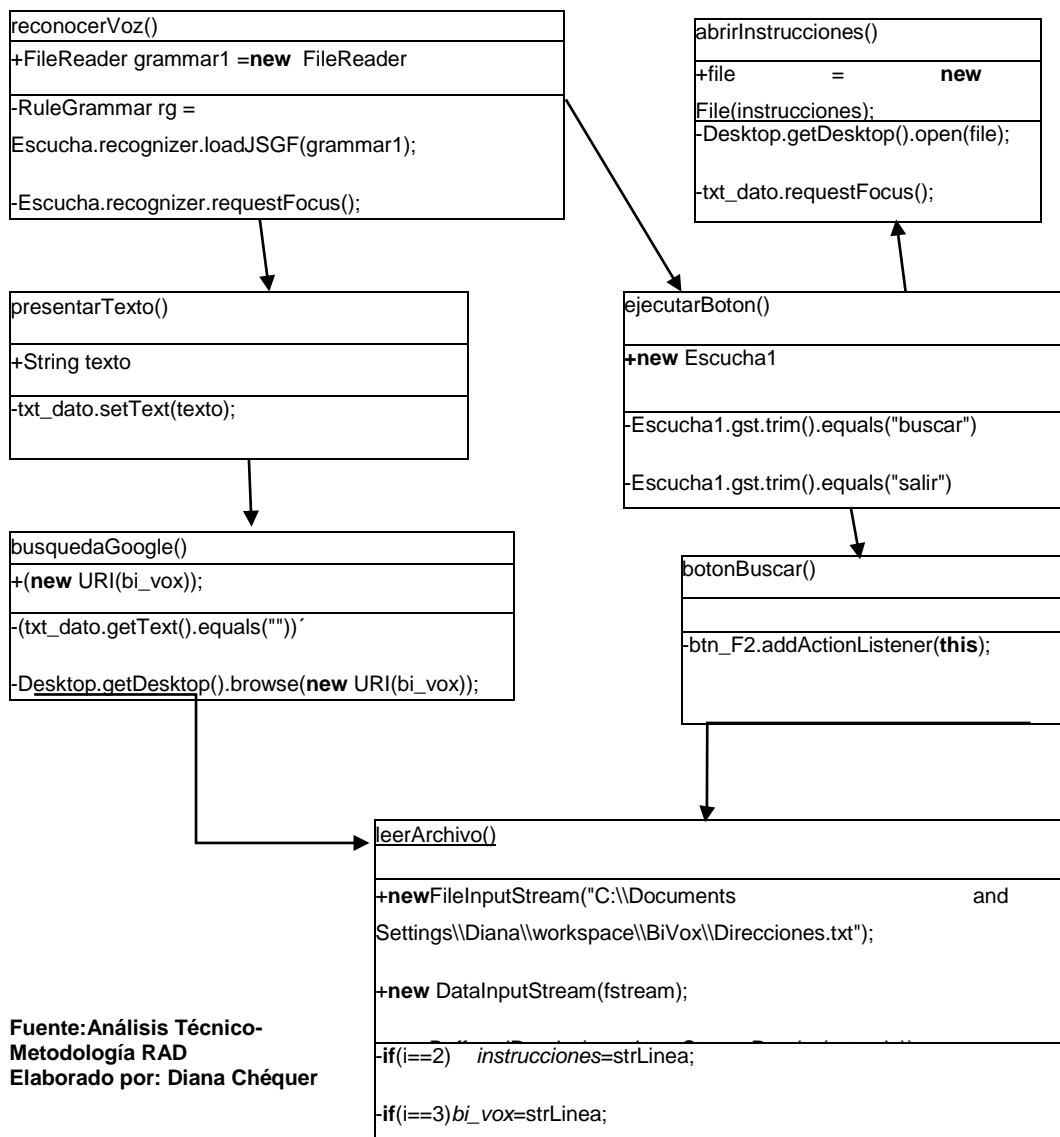 reconocerVoz()
+FileReader grammar1 =new FileReader
-RuleGrammar rg =
Escucha.recognizer.loadJSGF(grammar1);
-Escucha.recognizer.requestFocus();
abrirInstrucciones()
+file = new
File(instrucciones);
-Desktop.getDesktop().open(file);
-txt_dato.requestFocus();
presentarTexto()
+String texto
-txt_dato.setText(texto);
ejecutarBoton()
+new Escucha1
-Escucha1.gst.trim().equals("buscar")
-Escucha1.gst.trim().equals("salir")
busquedaGoogle()
+(new URI(bi_vox));
-(txt_dato.getText().equals(""))´
-Desktop.getDesktop().browse(new URI(bi_vox));
botonBuscar()
-btn_F2.addActionListener(this);
leerArchivo()
+newFileInputStream("C:\\Documents and
Settings\\Diana\\workspace\\BiVox\\Direcciones.txt");
+new DataInputStream(fstream);
-if(i==2) instrucciones=strLinea;
-if(i==3)bi_vox=strLinea;
Fuente:Análisis Técnico-
Metodología RAD
Elaborado por: Diana Chéquer